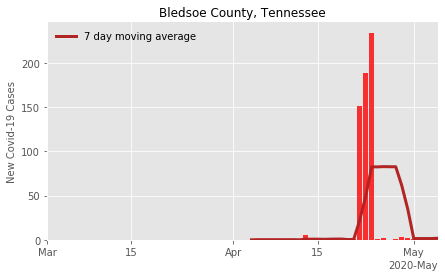 Bledsoe County, Tennessee
7 day moving average
New Covid-19 Cases
200
150
100
50
0
Mar 15 Apr 15 May
2020-May